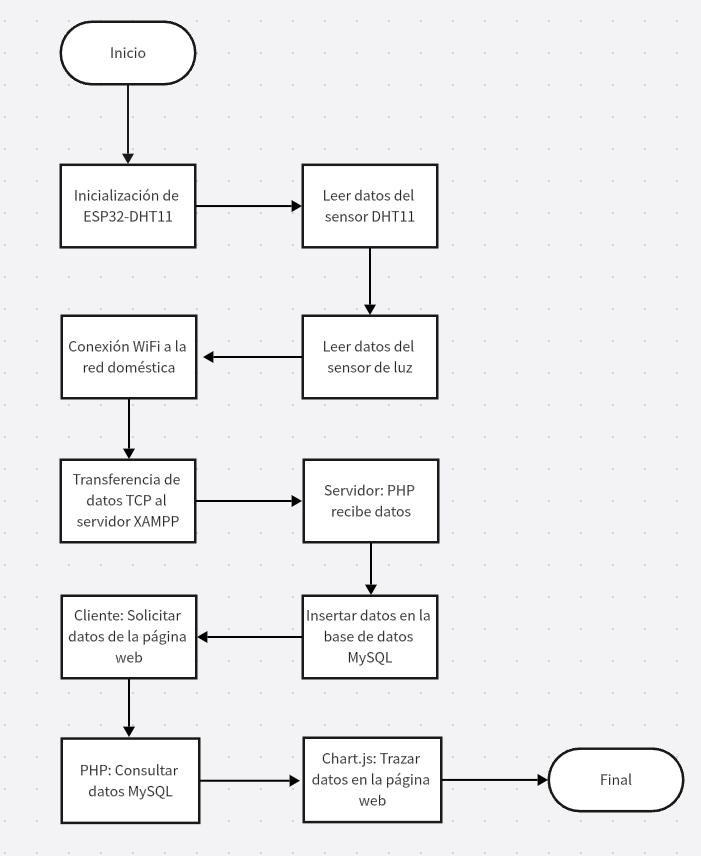 Inicio
Inicialización de
ESP32-DHT11
Leer datos del
sensor DHT11
Conexión WiFi a la
red doméstica
Leer datos del
sensor de luz
Transferencia de
datos TCP al
servidor XAMPP
Servidor: PHP
recibe datos
Cliente: Solicitar
datos de la página
web
Insertar datos en la
base de datos
MySQL
PHP: Consultar
datos MySQL
Chart.js: Trazar
datos en la página
web
Final